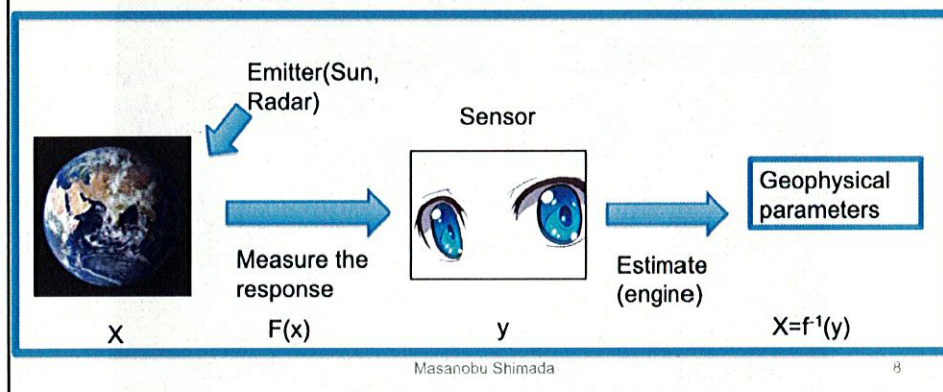 Emitter(Sun,
Radar)
Sensor
Geophysical
parameters
Measure the
response
Estimate
(engine)
X
F(x)
y
X=f⁻¹(y)
Masanobu Shimada
8